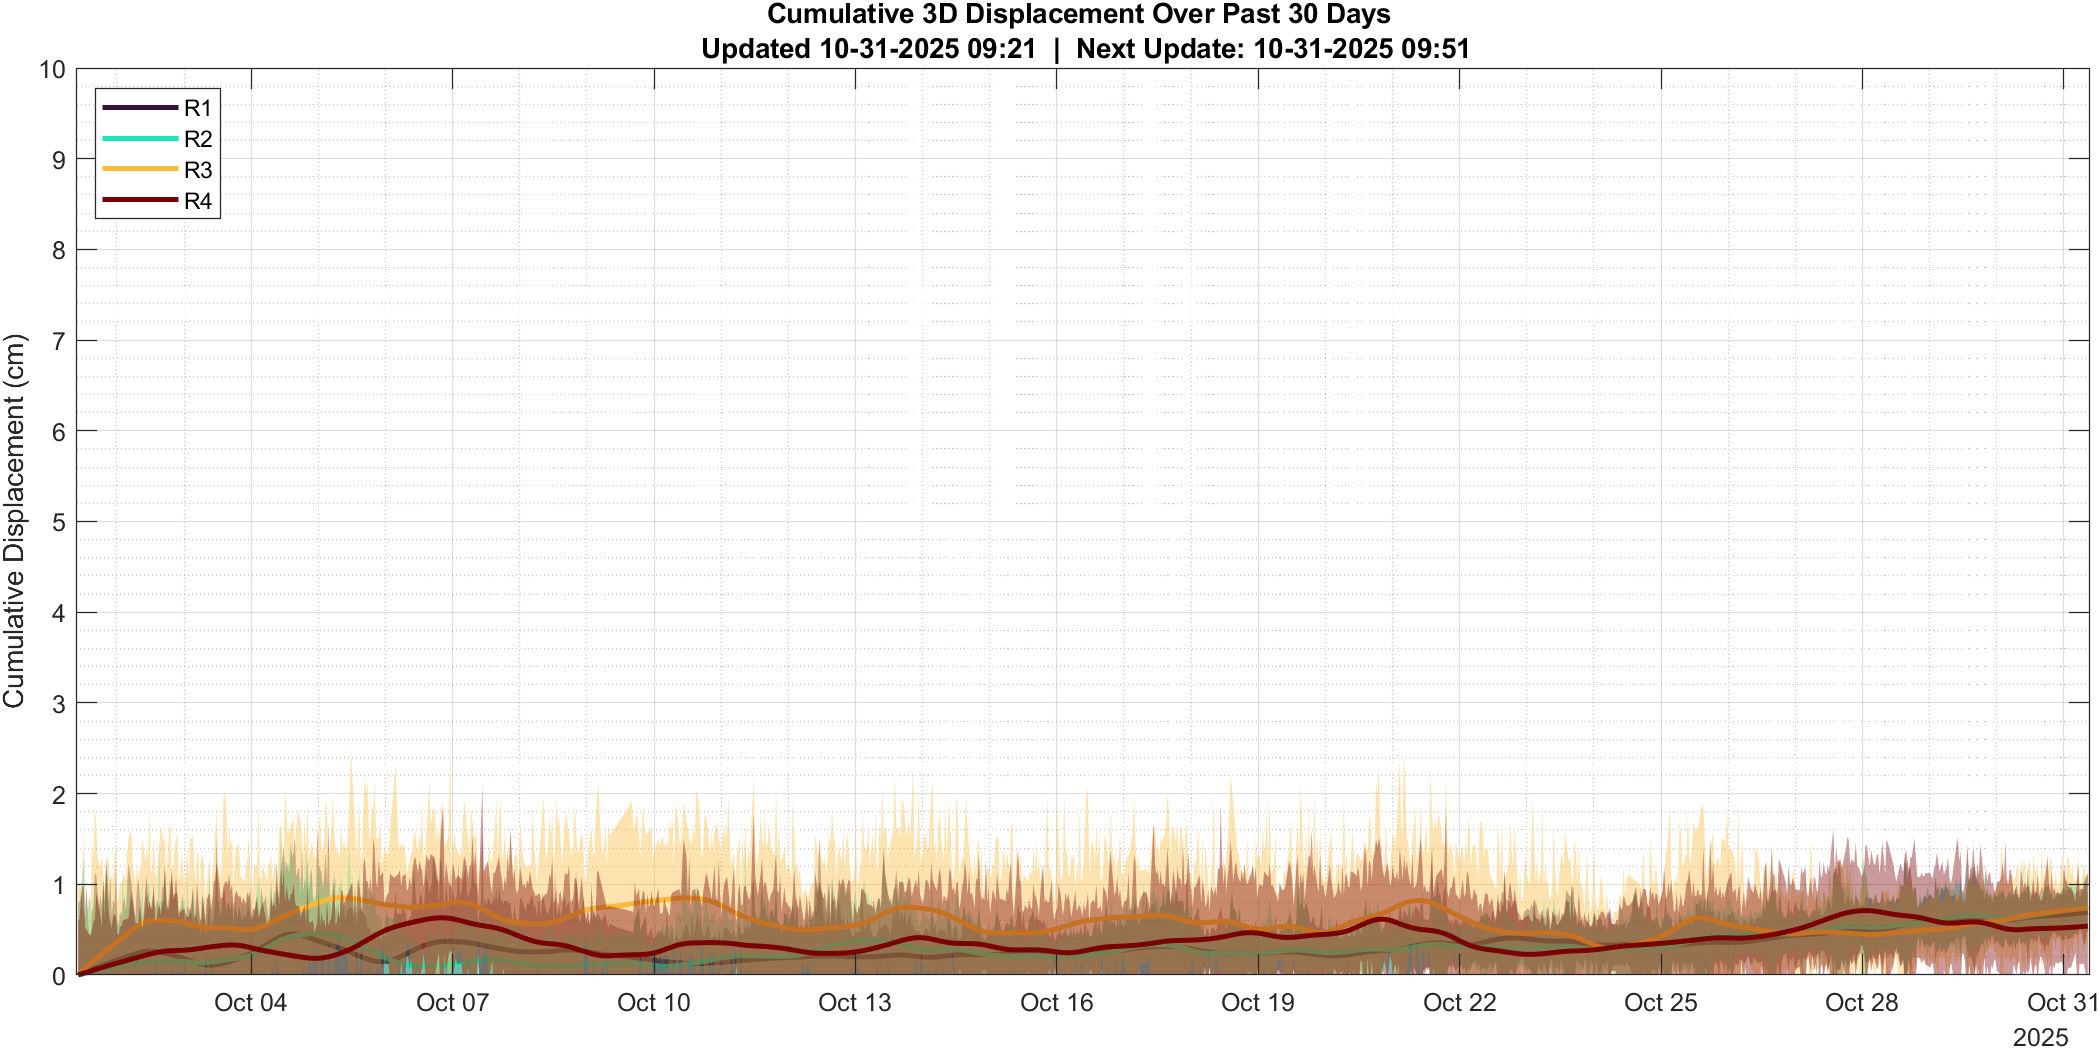 Cumulative 3D Displacement Over Past 30 Days
Updated 10-31-2025 09:21 | Next Update: 10-31-2025 09:51
R1
R2
R3
R4
Cumulative Displacement (cm)
10
9
8
7
6
5
4
3
2
1
0
Oct 04 Oct 07 Oct 10 Oct 13 Oct 16 Oct 19 Oct 22 Oct 25 Oct 28 Oct 31
2025